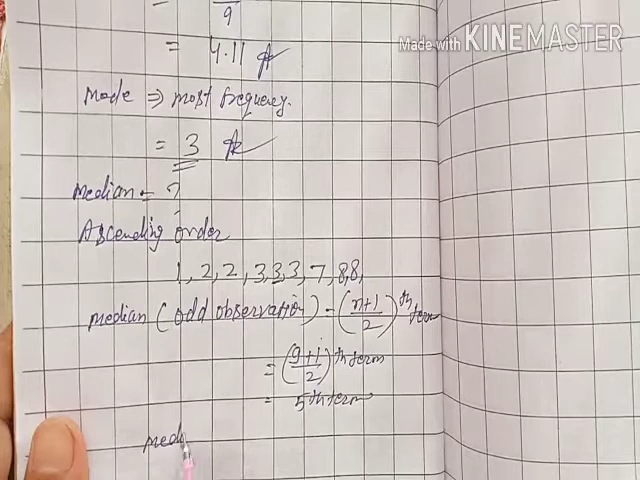 =
9
= 4.11
Made with KINEMASTER
Mode ⇒ most frequency.
= 3
Median = ?
Ascending order
1, 2, 2, 3, 3, 3, 7, 8, 8,
Median (odd observation) = (n+1/2)th term
= (9+1/2)th term
= 5th term
med